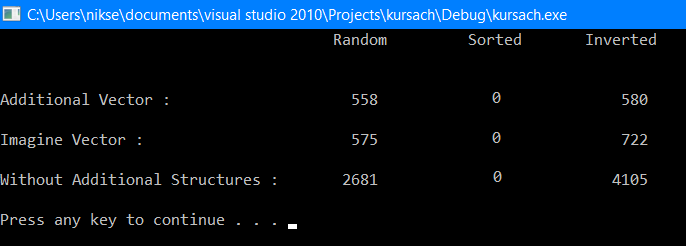 C:\Users\nikse\documents\visual studio 2010\Projects\kursach\Debug\kursach.exe
Random Sorted Inverted
Additional Vector : 558 0 580
Imagine Vector : 575 0 722
Without Additional Structures : 2681 0 4105
Press any key to continue . . .